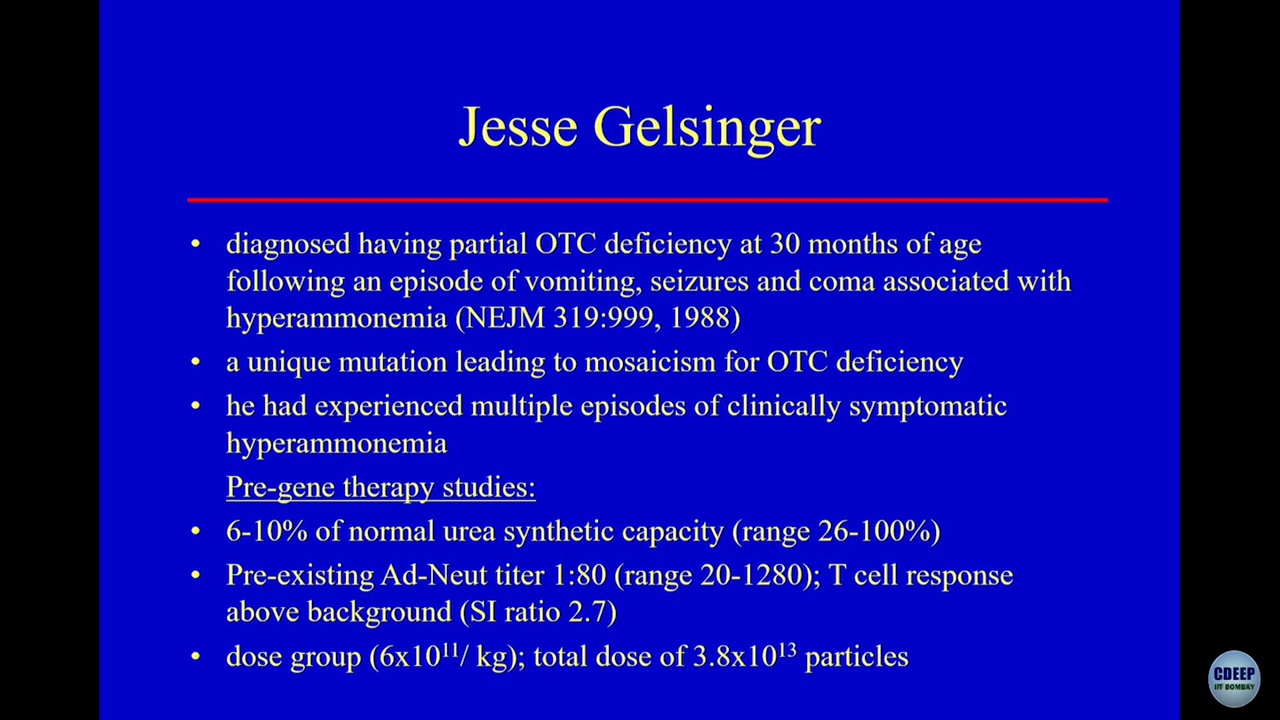 Jesse Gelsinger
• diagnosed having partial OTC deficiency at 30 months of age
following an episode of vomiting, seizures and coma associated with
hyperammonemia (NEJM 319:999, 1988)
• a unique mutation leading to mosaicism for OTC deficiency
• he had experienced multiple episodes of clinically symptomatic
hyperammonemia
Pre-gene therapy studies:
• 6-10% of normal urea synthetic capacity (range 26-100%)
• Pre-existing Ad-Neut titer 1:80 (range 20-1280); T cell response
above background (SI ratio 2.7)
• dose group (6x10¹¹/ kg); total dose of 3.8x10¹³ particles
CDEEP
IIT BOMBAY